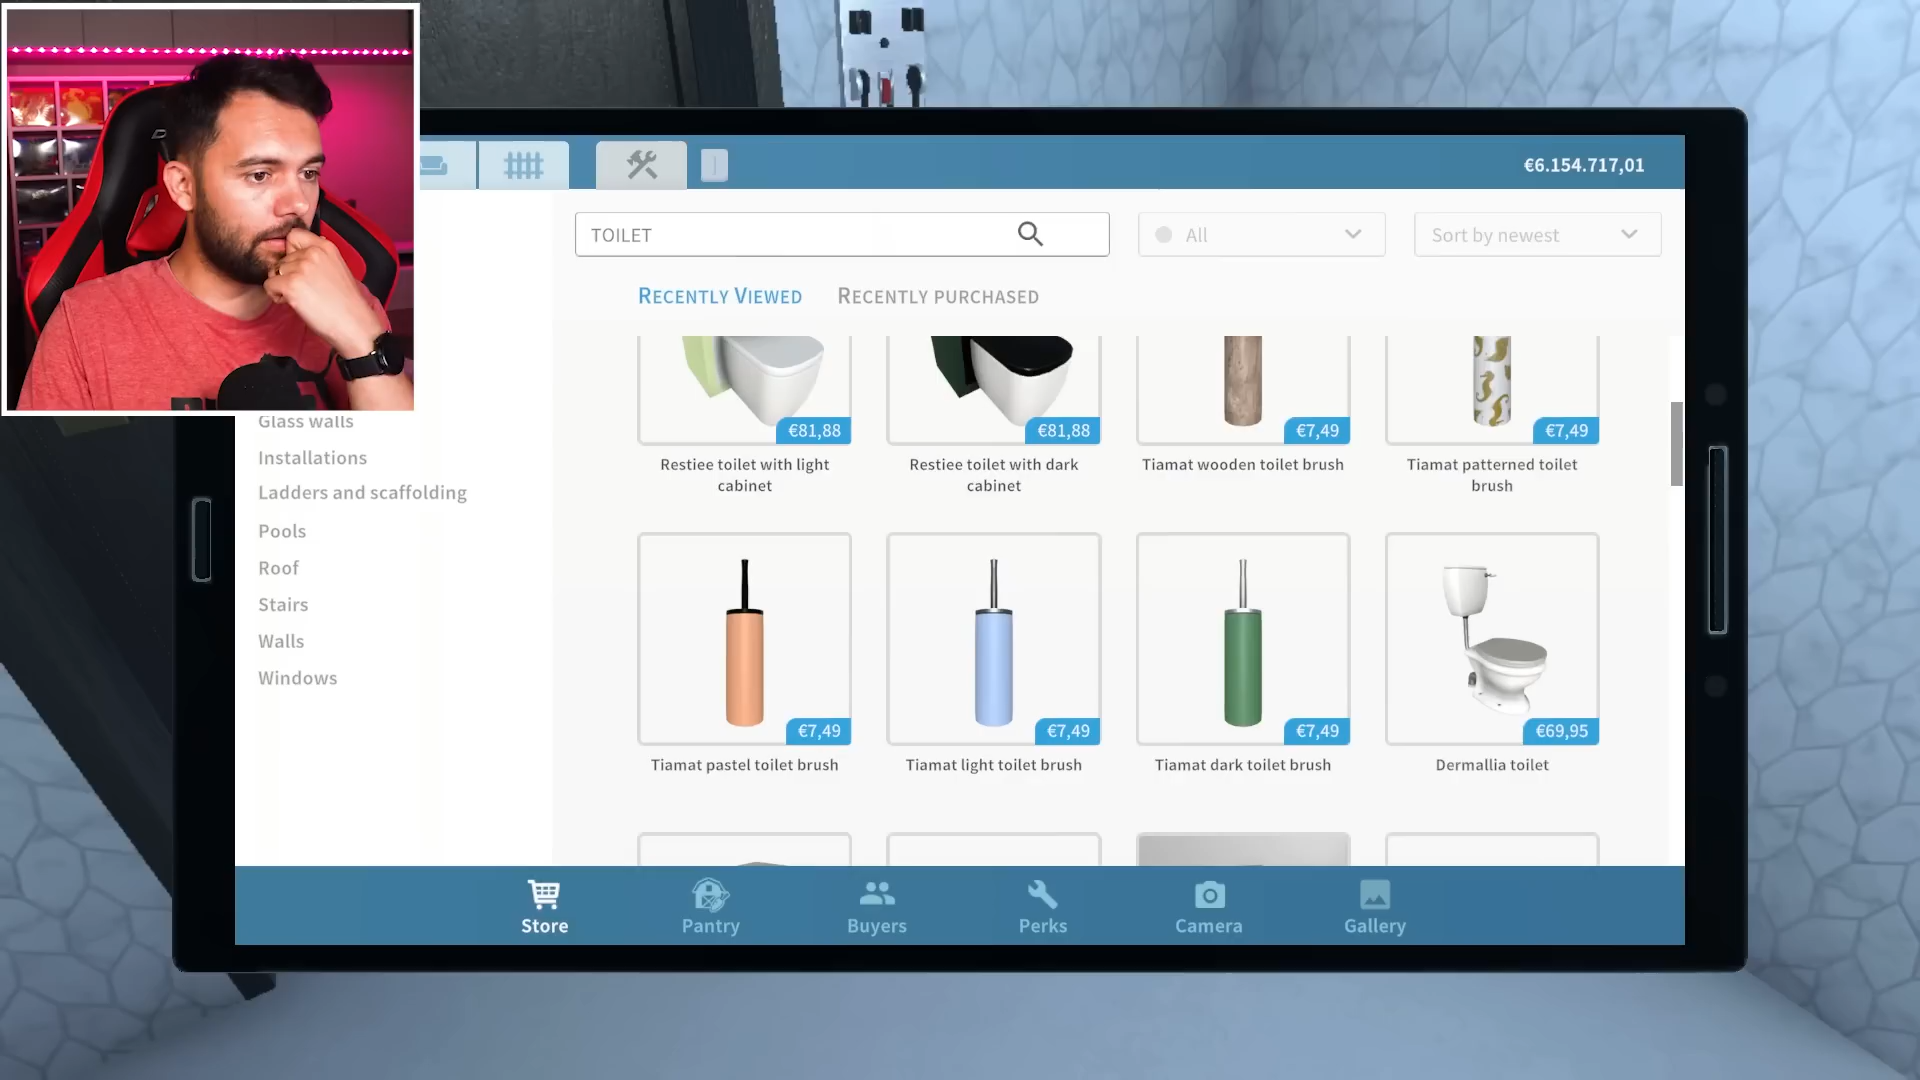 €6.154.717,01
TOILET
All
Sort by newest
RECENTLY VIEWED
RECENTLY PURCHASED
Glass walls
Installations
Ladders and scaffolding
Pools
Roof
Stairs
Walls
Windows
€81,88
€81,88
€7,49
€7,49
Restiee toilet with light
cabinet
Restiee toilet with dark
cabinet
Tiamat wooden toilet brush
Tiamat patterned toilet
brush
€7,49
€7,49
€7,49
€69,95
Tiamat pastel toilet brush
Tiamat light toilet brush
Tiamat dark toilet brush
Dermallia toilet
Store
Pantry
Buyers
Perks
Camera
Gallery